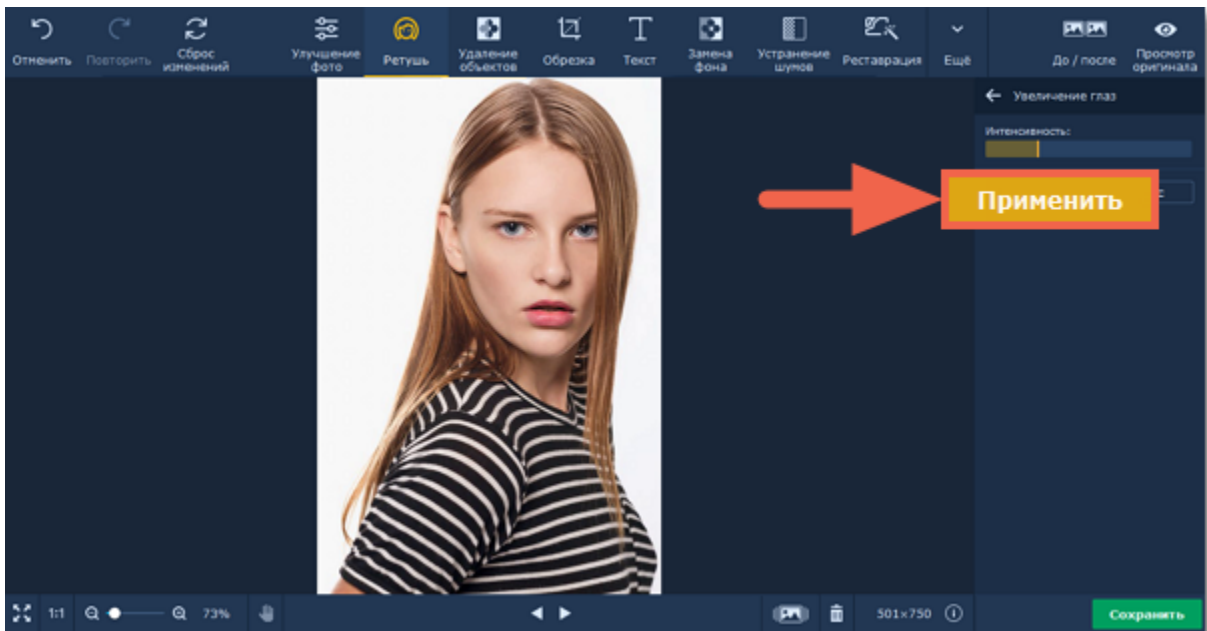 Отменить
Повторить
Сброс
изменений
Улучшение
фото
Ретушь
Удаление
объектов
Обрезка
Текст
Замена
фона
Устранение
шумов
Реставрация
Ещё
До / после
Просмотр
оригинала
Увеличение глаз
Интенсивность:
Применить
1:1
73%
501×750
Сохранить